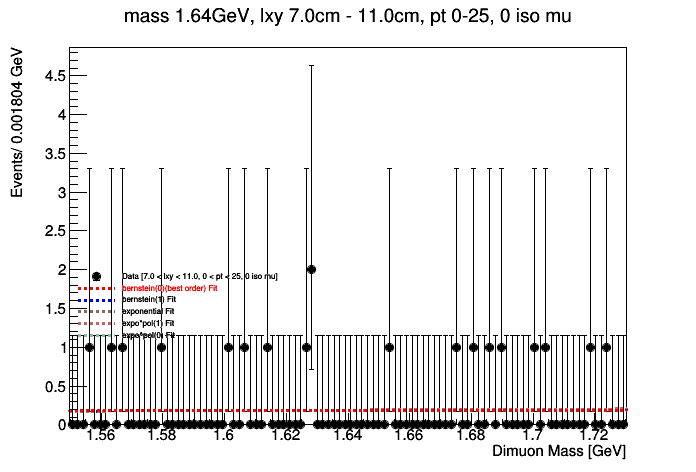 mass 1.64GeV, lxy 7.0cm - 11.0cm, pt 0-25, 0 iso mu
Events/ 0.001804 GeV
4.5
4
3.5
3
2.5
2
1.5
1
0.5
0
Data [7.0 < lxy < 11.0, 0 < pt < 25, 0 iso mu]
bernstein(0)(best order) Fit
bernstein(1) Fit
exponential Fit
expo*pol(1) Fit
expo*pol(0) Fit
1.56 1.58 1.6 1.62 1.64 1.66 1.68 1.7 1.72
Dimuon Mass [GeV]